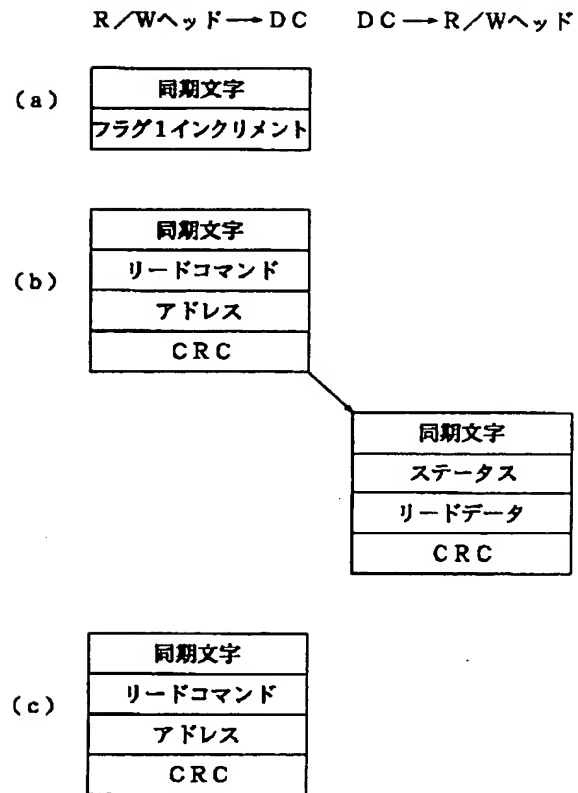 R/Wヘッド→DC DC→R/Wヘッド
(a)
同期文字
フラグ1インクリメント
(b)
同期文字
リードコマンド
アドレス
CRC
同期文字
ステータス
リードデータ
CRC
(c)
同期文字
リードコマンド
アドレス
CRC